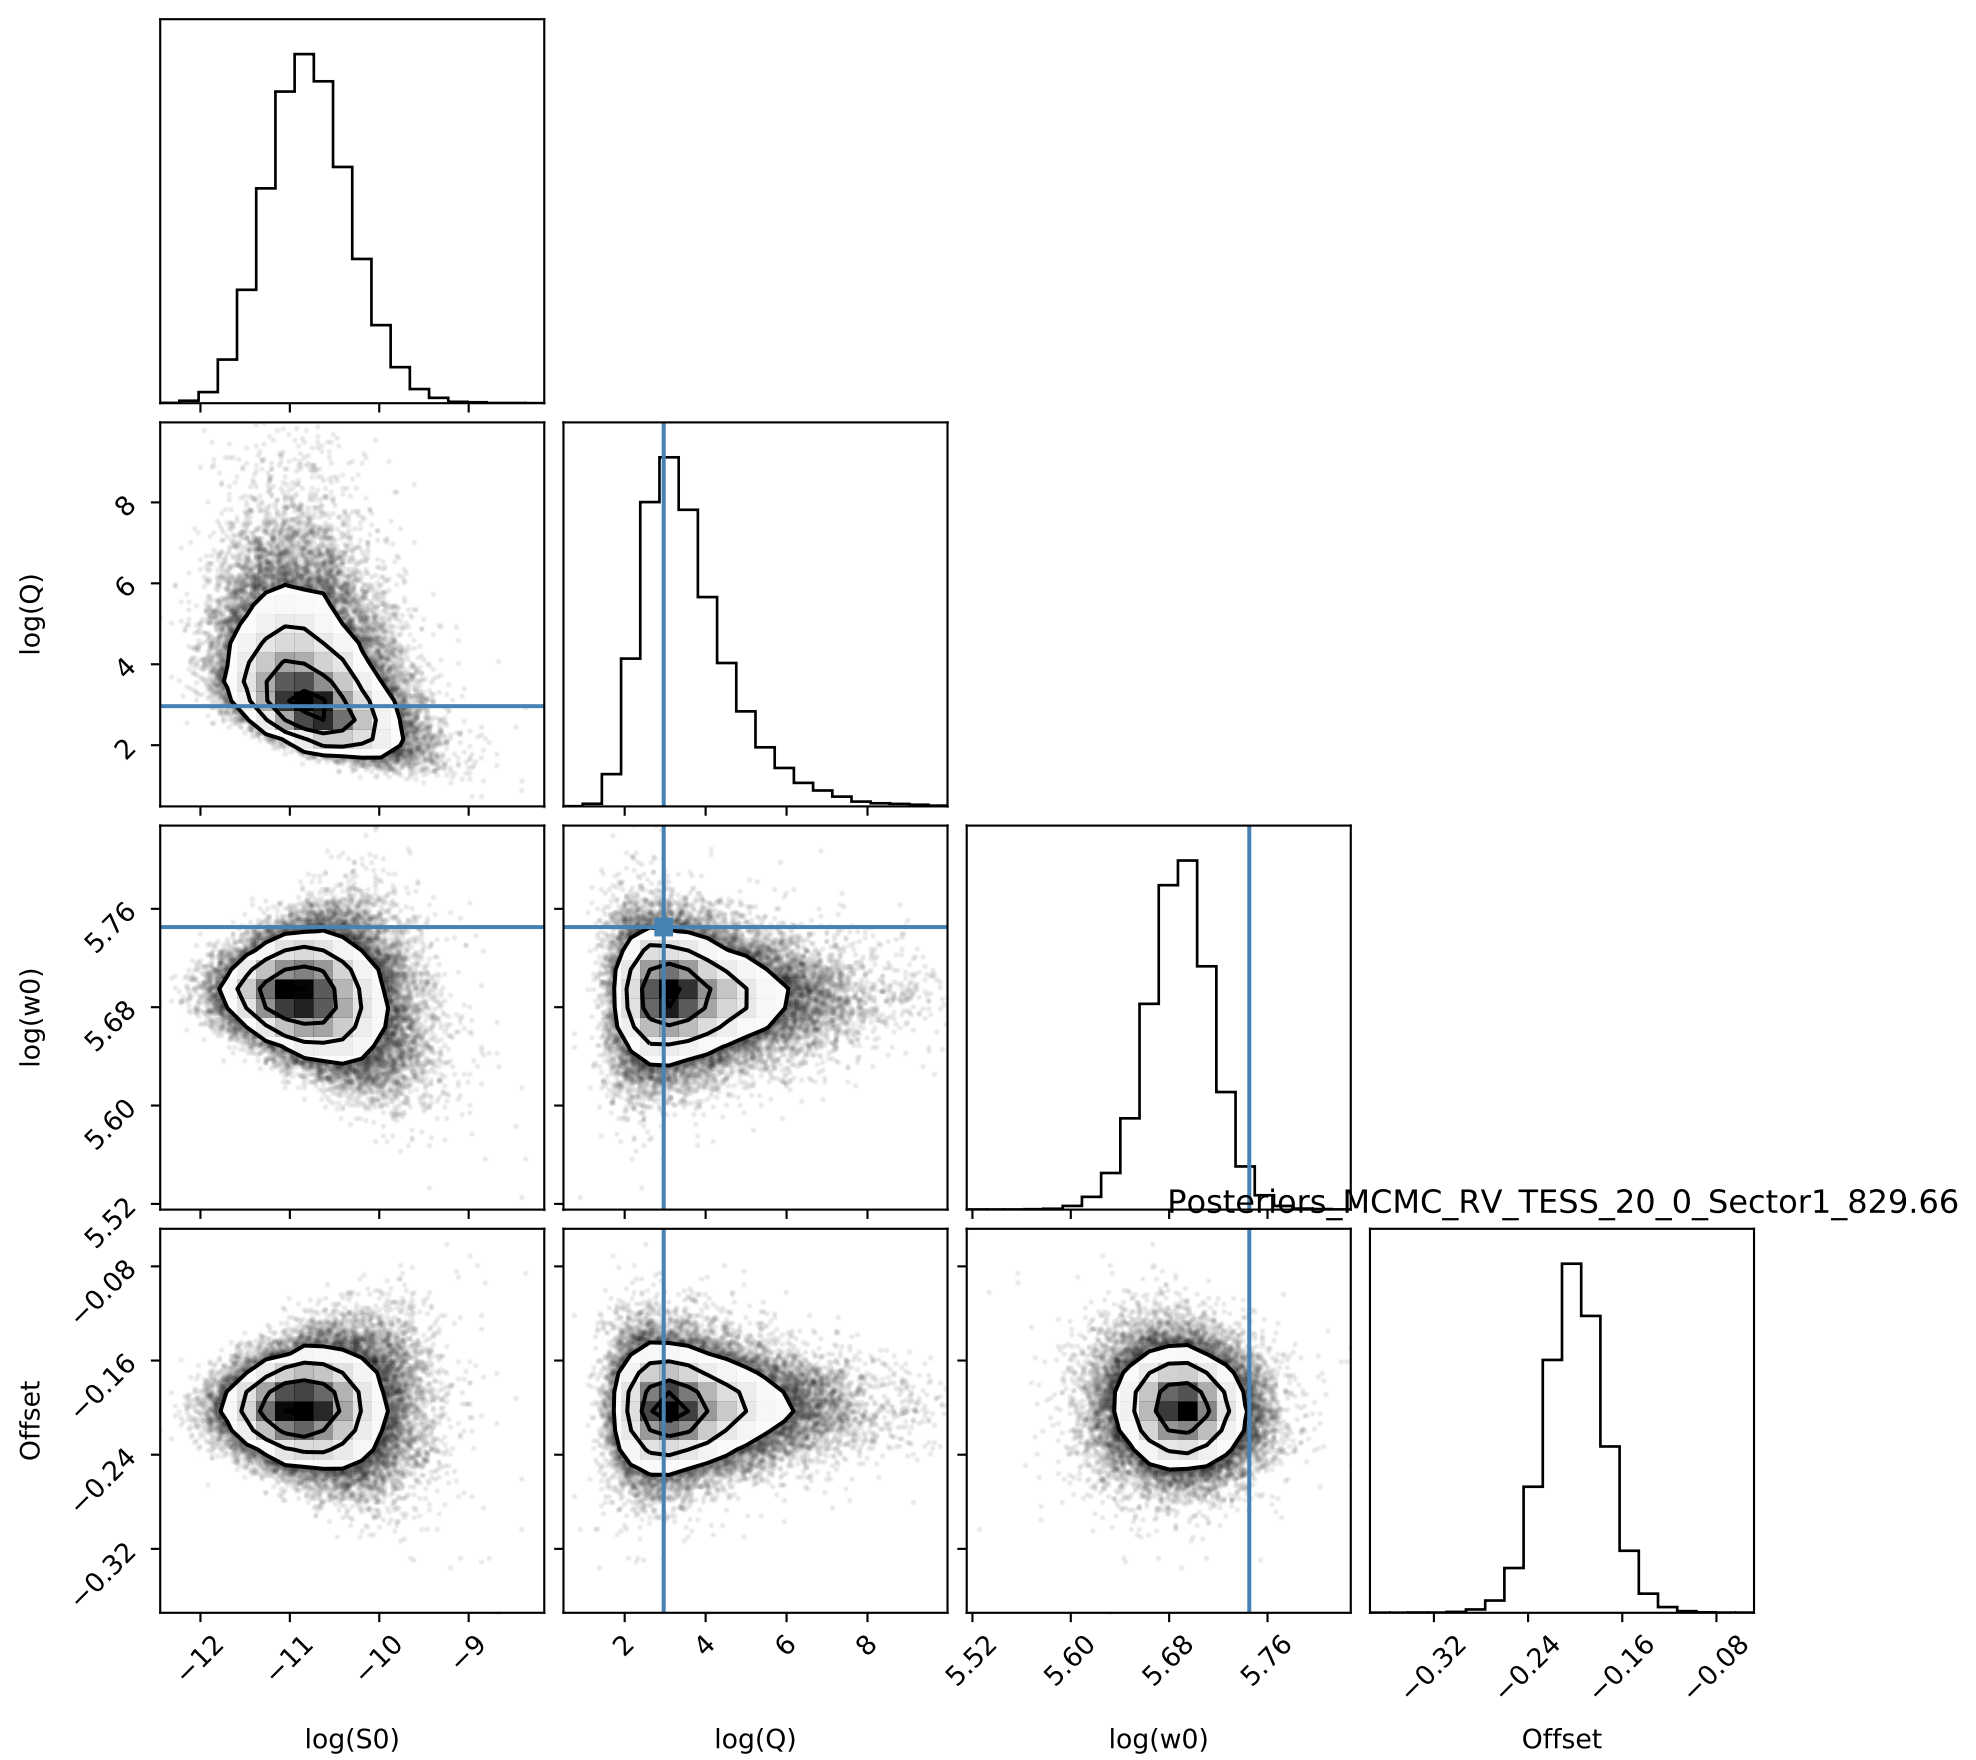 log(Q)
8
6
4
2
log(w0)
5.76
5.68
5.60
5.52
Posteriors_MCMC_RV_TESS_20_0_Sector1_829.66
Offset
−0.08
−0.16
−0.24
−0.32
−12 −11 −10 −9
2 4 6 8
5.52 5.60 5.68 5.76
−0.32 −0.24 −0.16 −0.08
log(S0) log(Q) log(w0) Offset